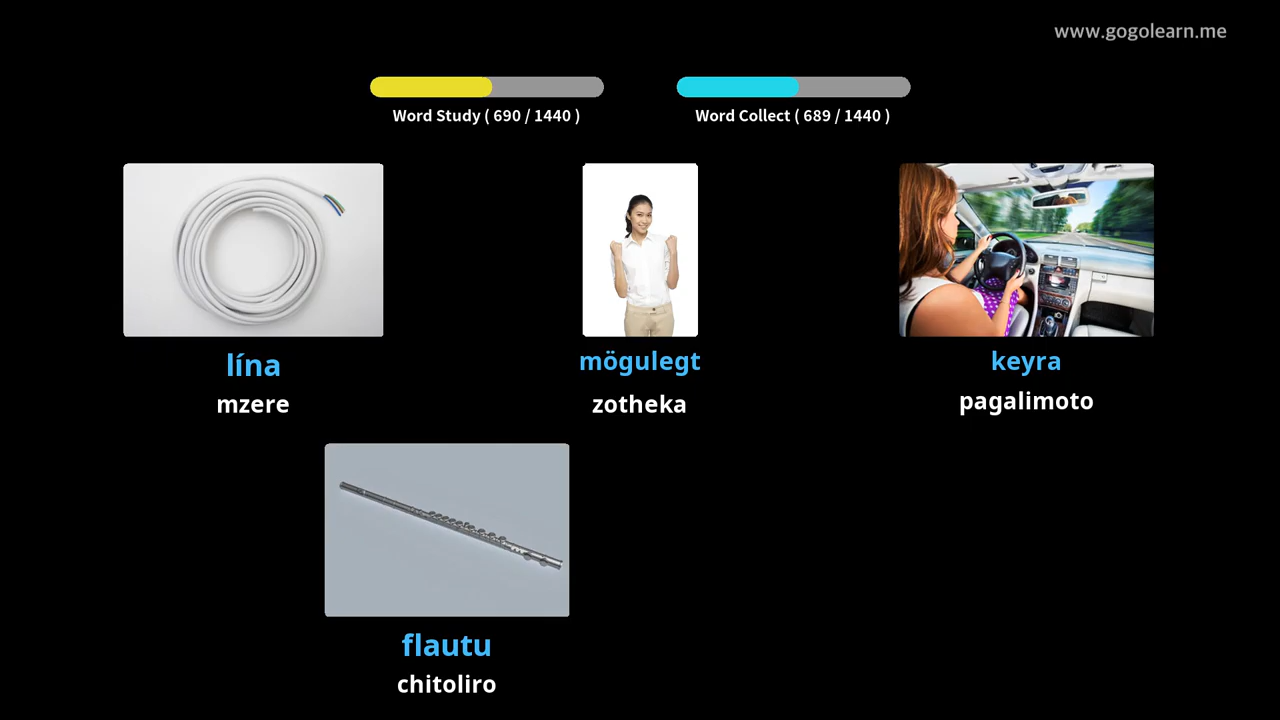 www.gogolearn.me
Word Study ( 690 / 1440 )
Word Collect ( 689 / 1440 )
lína
mzere
mögulegt
zotheka
keyra
pagalimoto
flautu
chitoliro